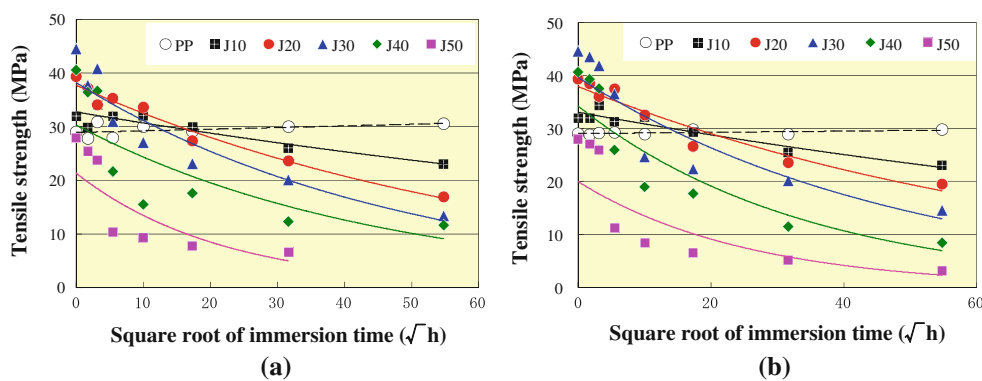 50
40
30
20
10
0
0 10 20 30 40 50 60
Tensile strength (MPa)
PP J10 J20 J30 J40 J50
Square root of immersion time (√h)
(a)
50
40
30
20
10
0
0 20 40 60
Tensile strength (MPa)
PP J10 J20 J30 J40 J50
Square root of immersion time (√h)
(b)